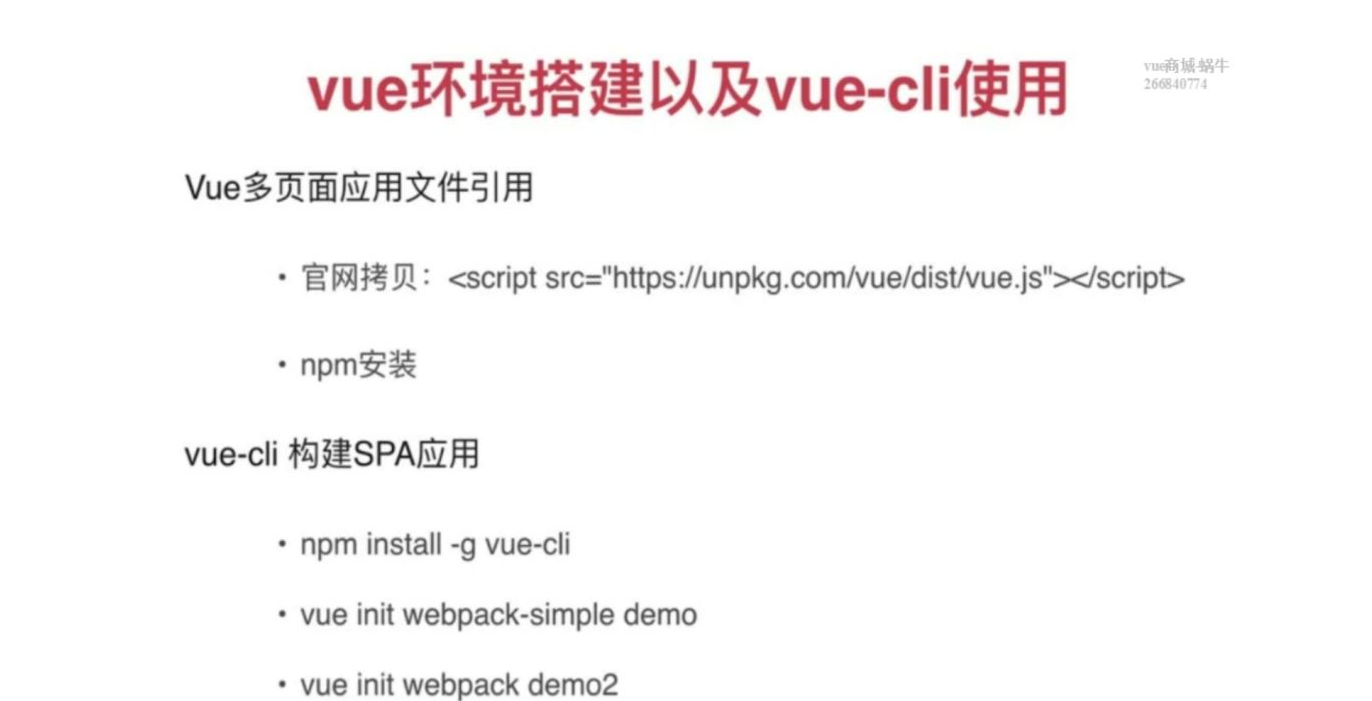 vue环境搭建以及vue-cli使用
vue商城-蜗牛
266840774
Vue多页面应用文件引用
• 官网拷贝：<script src="https://unpkg.com/vue/dist/vue.js"></script>
• npm安装
vue-cli 构建SPA应用
• npm install -g vue-cli
• vue init webpack-simple demo
• vue init webpack demo2